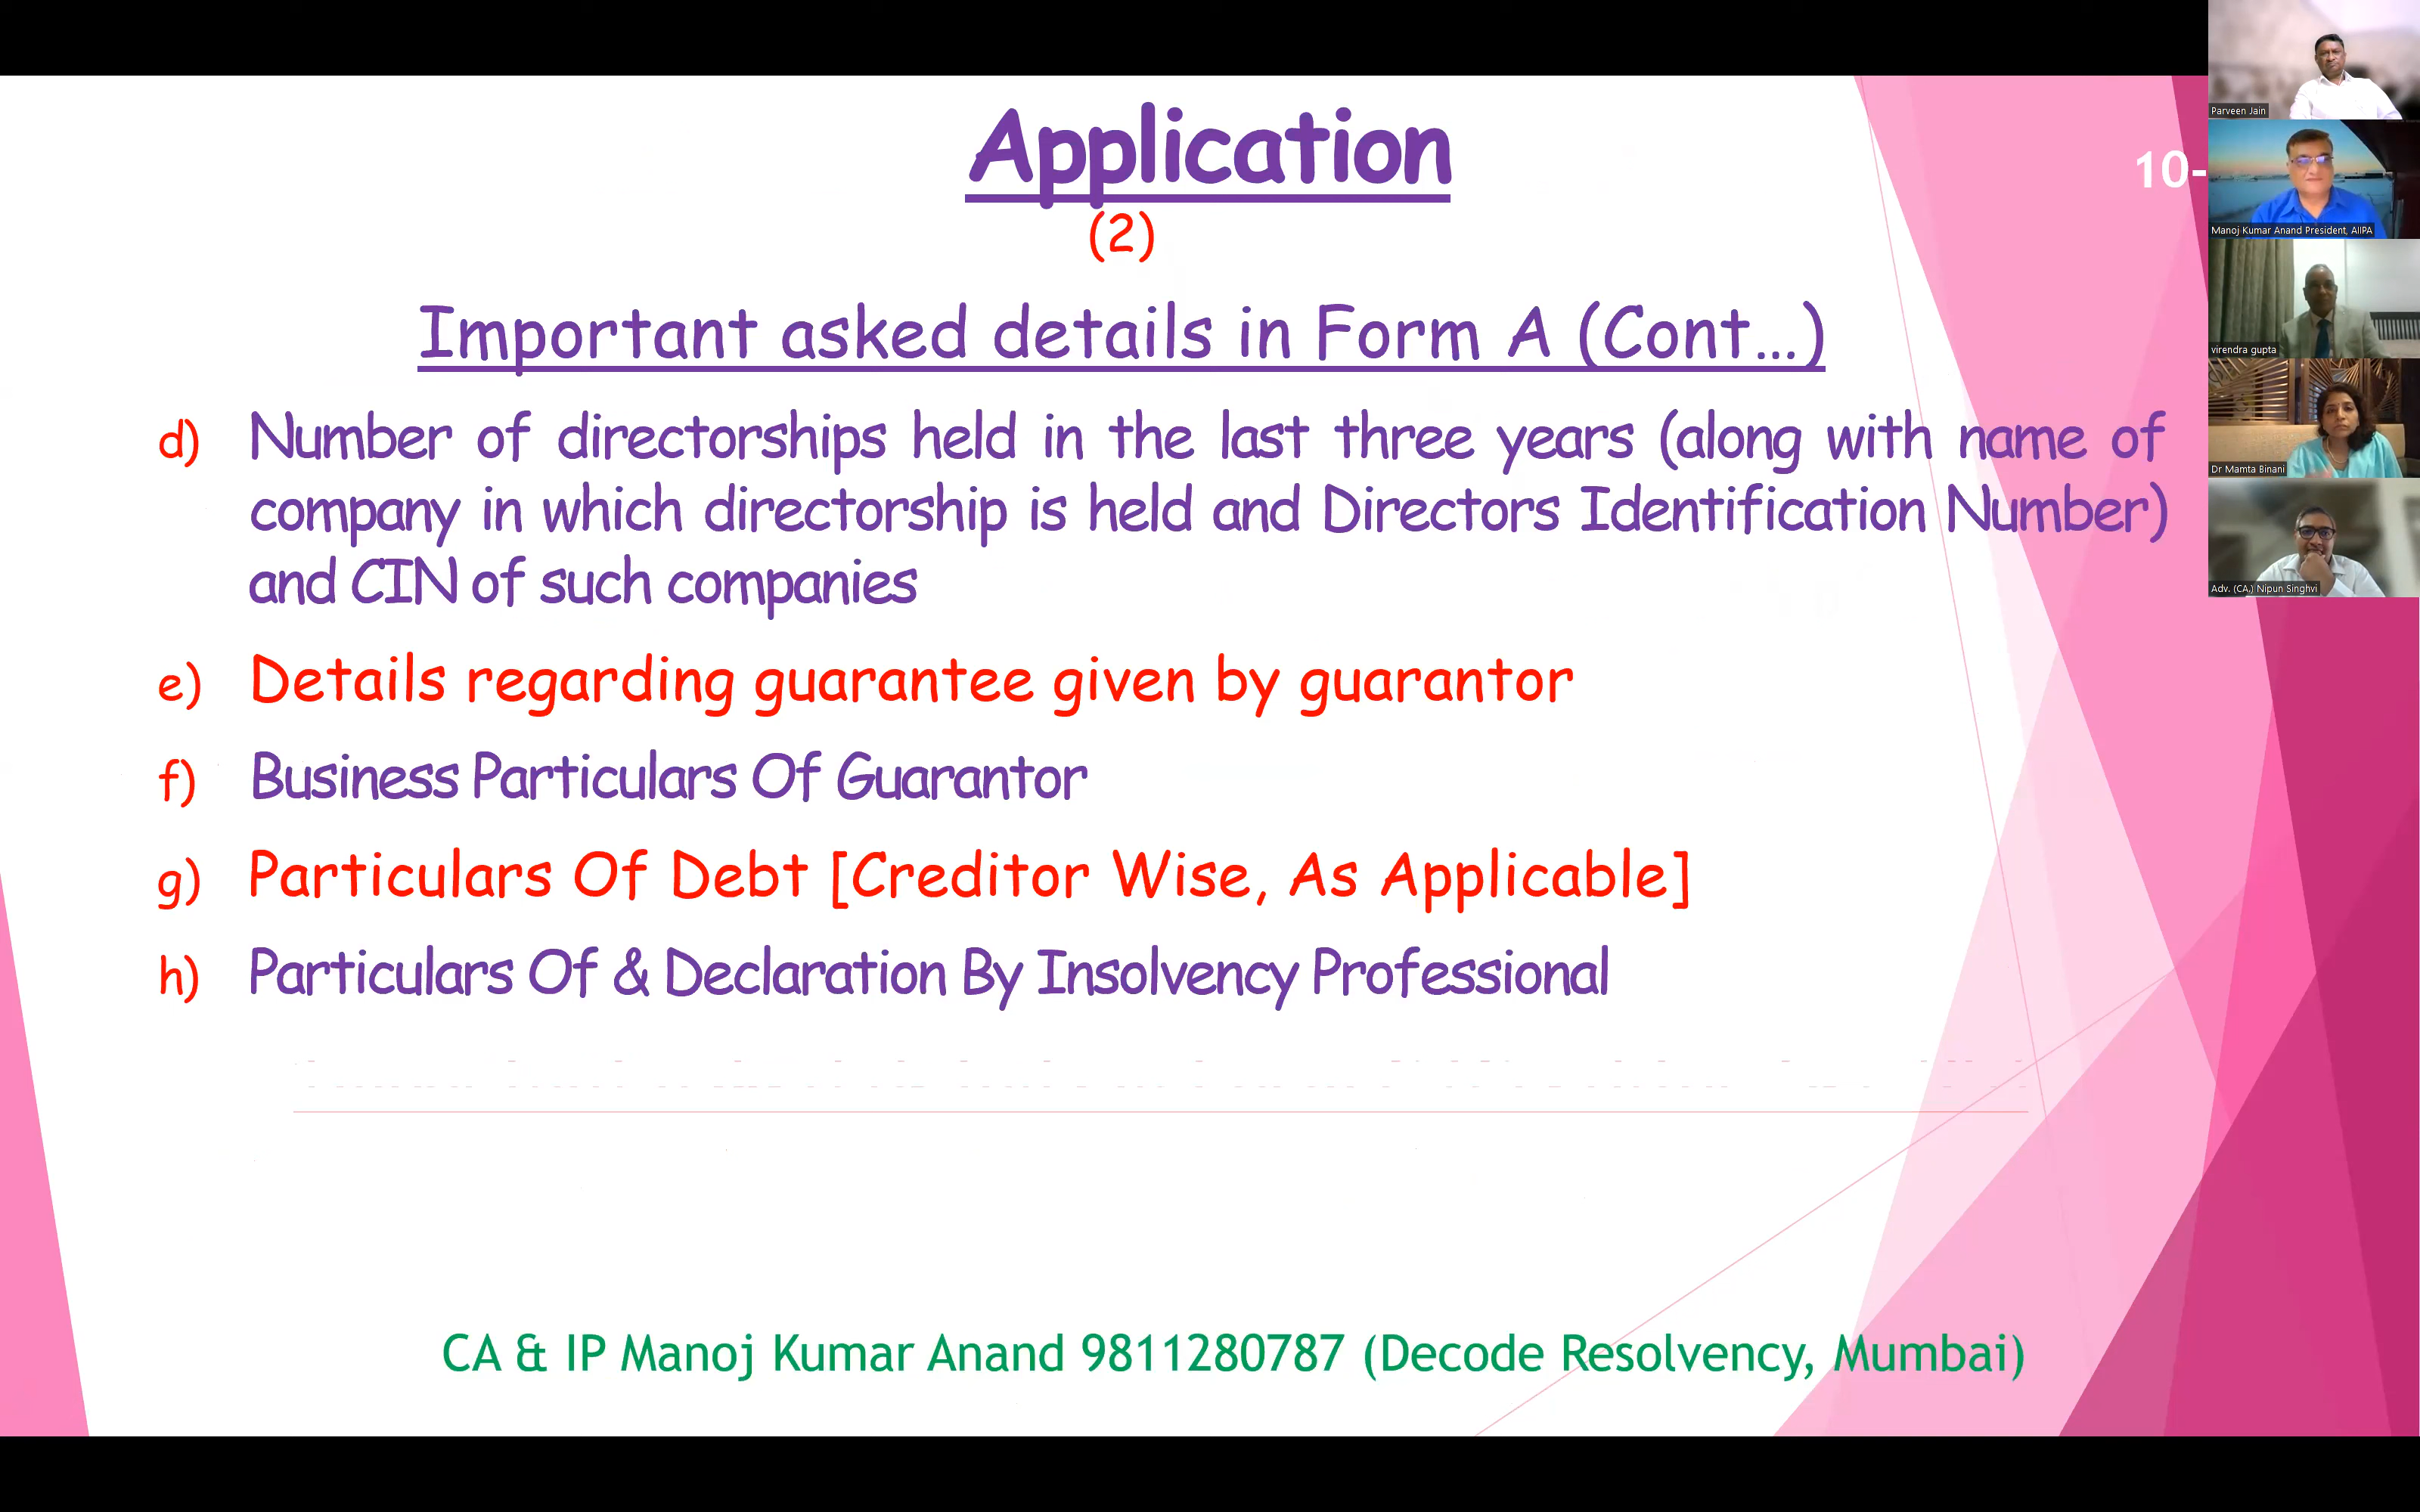 Application
(2)
10-
Important asked details in Form A (Cont...)
d) Number of directorships held in the last three years (along with name of
company in which directorship is held and Directors Identification Number)
and CIN of such companies
e) Details regarding guarantee given by guarantor
f) Business Particulars Of Guarantor
g) Particulars Of Debt [Creditor Wise, As Applicable]
h) Particulars Of & Declaration By Insolvency Professional
CA & IP Manoj Kumar Anand 9811280787 (Decode Resolvency, Mumbai)
Parveen Jain
Manoj Kumar Anand President, AIIPA
virendra gupta
Dr Mamta Binani
Adv. (CA.) Nipun Singhvi